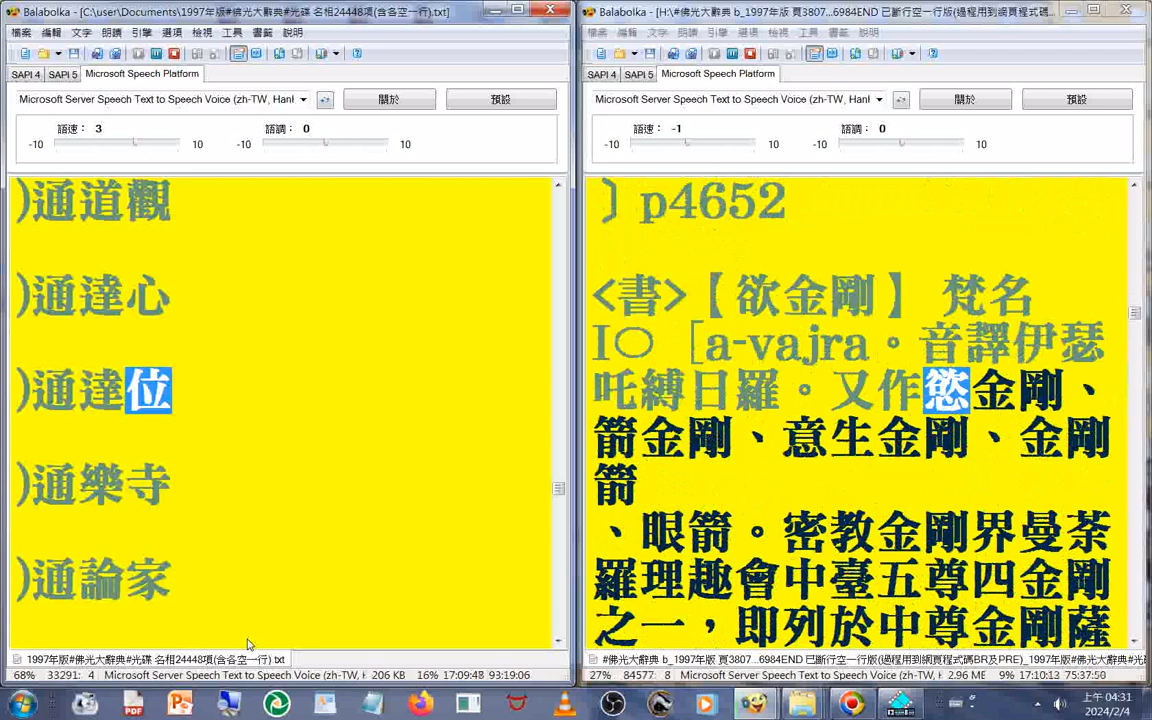 Balabolka - [C:\user\Documents\1997年版#佛光大辭典#光碟 名相24448項(含各空一行).txt]
檔案 編輯 文字 朗讀 引擎 選項 檢視 工具 書籤 說明
SAPI 4 SAPI 5 Microsoft Speech Platform
Microsoft Server Speech Text to Speech Voice (zh-TW, Han
關於 預設
語速： 3 語調： 0
-10 10 -10 10
)通道觀
)通達心
)通達位
)通樂寺
)通論家
1997年版#佛光大辭典#光碟 名相24448項(含各空一行).txt
68% 33291: 4 Microsoft Server Speech Text to Speech Voice (zh-TW, H 206 KB 16% 17:09:48 93:19:06
Balabolka - [H:\#佛光大辭典 b_1997年版 頁3807...6984END 已斷行空一行版(過程用到網頁程式碼...
檔案 編輯 文字 朗讀 引擎 選項 檢視 工具 書籤 說明
SAPI 4 SAPI 5 Microsoft Speech Platform
Microsoft Server Speech Text to Speech Voice (zh-TW, Han
關於 預設
語速： -1 語調： 0
-10 10 -10 10
〕p4652
<書>【欲金剛】 梵名
I○ [a-vajra。音譯伊瑟
吒縛日羅。又作慾金剛、
箭金剛、意生金剛、金剛
箭
、眼箭。密教金剛界曼荼
羅理趣會中臺五尊四金剛
之一，即列於中尊金剛薩
#佛光大辭典 b_1997年版 頁3807...6984END 已斷行空一行版(過程用到網頁程式碼BR及PRE)_1997年版#光
27% 84577: 8 Microsoft Server Speech Text to Speech Voice (zh-TW, H 2.96 ME 9% 17:10:13 75:37:50
上午 04:31
2024/2/4